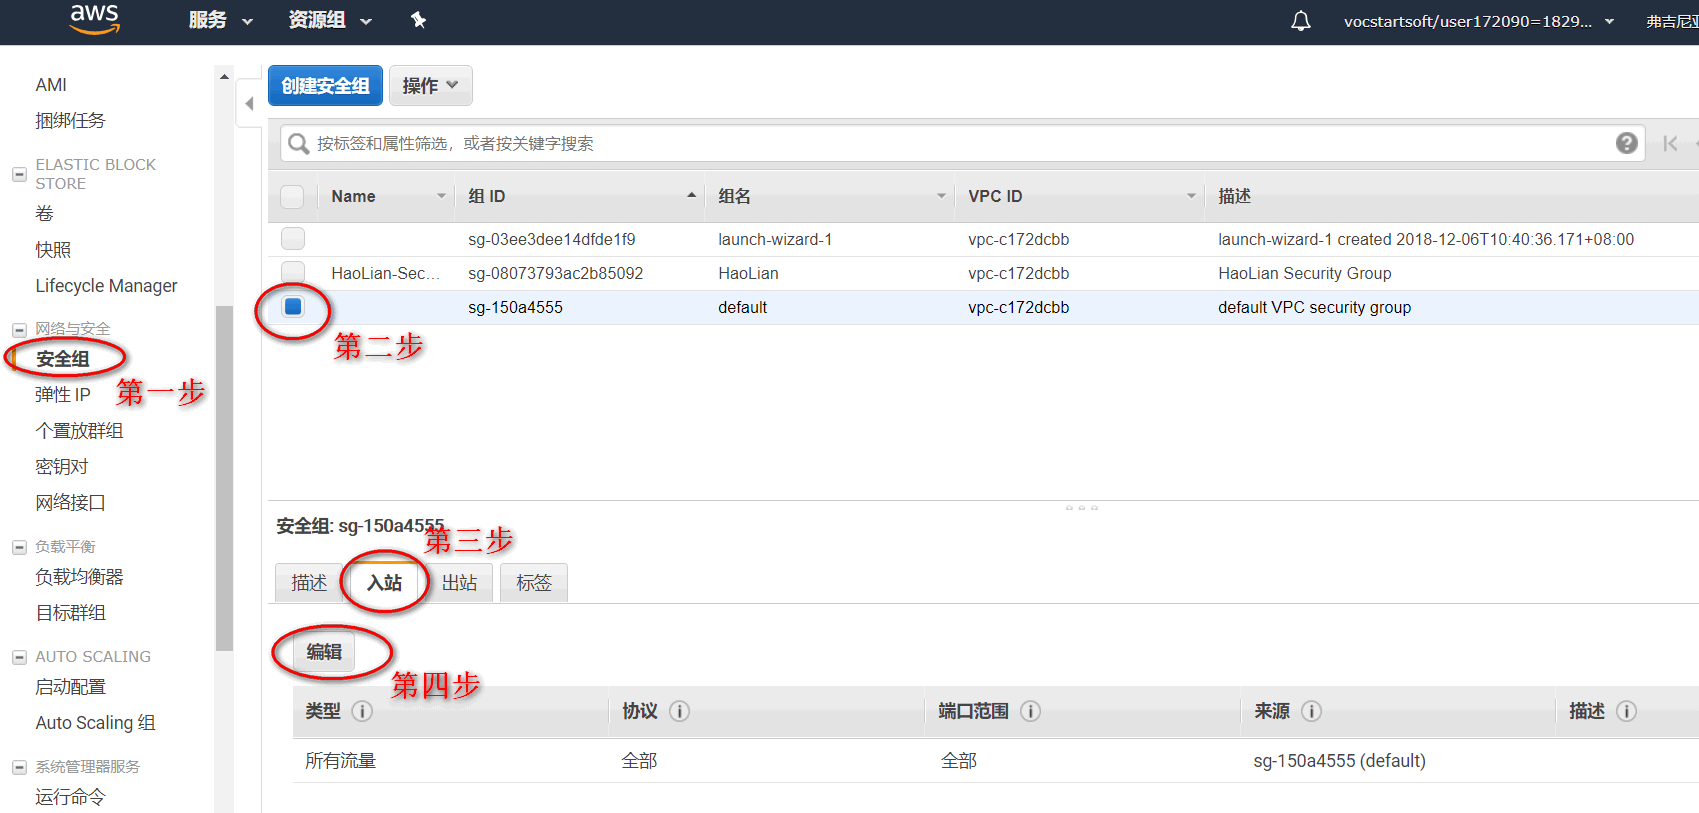 aws 服务 资源组 vocstartsoft/user172090=1829... 弗吉尼亚
AMI
捆绑任务
ELASTIC BLOCK
STORE
卷
快照
Lifecycle Manager
网络与安全
安全组
第一步
弹性 IP
个置放群组
密钥对
网络接口
负载平衡
负载均衡器
目标群组
AUTO SCALING
启动配置
Auto Scaling 组
系统管理器服务
运行命令
创建安全组 操作
按标签和属性筛选，或者按关键字搜索
Name 组 ID 组名 VPC ID 描述
sg-03ee3dee14dfde1f9 launch-wizard-1 vpc-c172dcbb launch-wizard-1 created 2018-12-06T10:40:36.171+08:00
HaoLian-Sec... sg-08073793ac2b85092 HaoLian vpc-c172dcbb HaoLian Security Group
sg-150a4555 default vpc-c172dcbb default VPC security group
第二步
安全组: sg-150a4555
第三步
描述 入站 出站 标签
编辑
第四步
类型 协议 端口范围 来源 描述
所有流量 全部 全部 sg-150a4555 (default)